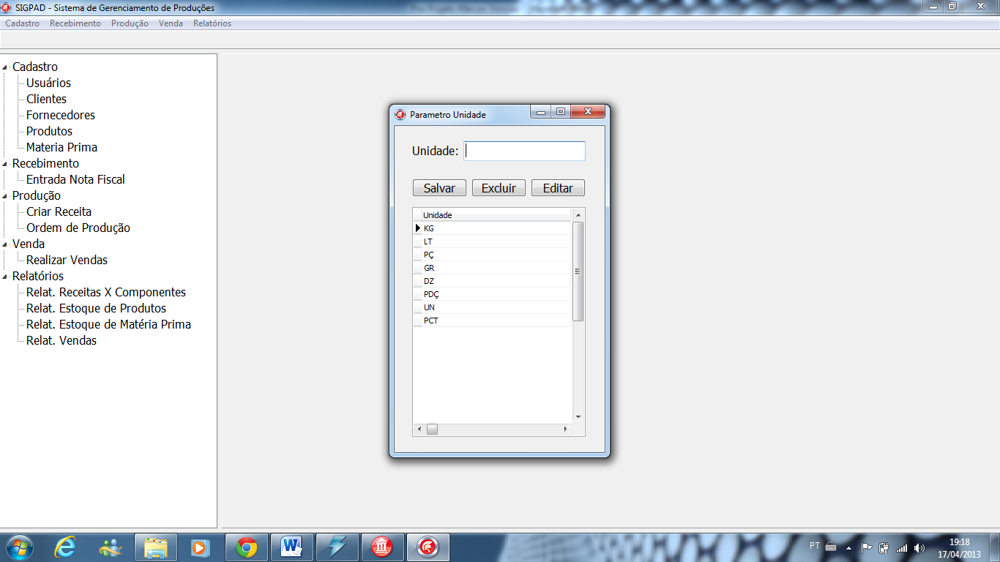 SIGPAD - Sistema de Gerenciamento de Produções
Cadastro Recebimento Produção Venda Relatórios
Cadastro
Usuários
Clientes
Fornecedores
Produtos
Materia Prima
Recebimento
Entrada Nota Fiscal
Produção
Criar Receita
Ordem de Produção
Venda
Realizar Vendas
Relatórios
Relat. Receitas X Componentes
Relat. Estoque de Produtos
Relat. Estoque de Matéria Prima
Relat. Vendas
Parametro Unidade
Unidade:
Salvar Excluir Editar
Unidade
KG
LT
PÇ
GR
DZ
PDÇ
UN
PCT
PT
19:18
17/04/2013